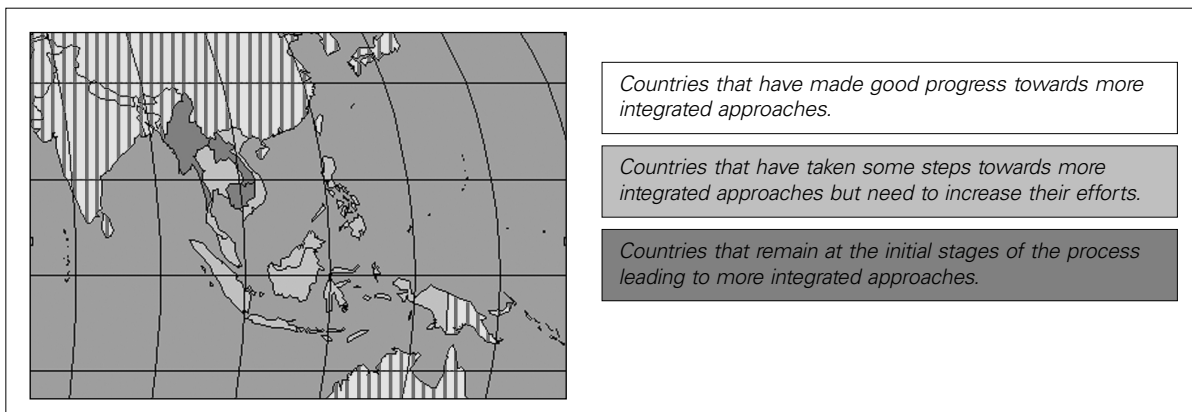 Countries that have made good progress towards more
integrated approaches.
Countries that have taken some steps towards more
integrated approaches but need to increase their efforts.
Countries that remain at the initial stages of the process
leading to more integrated approaches.